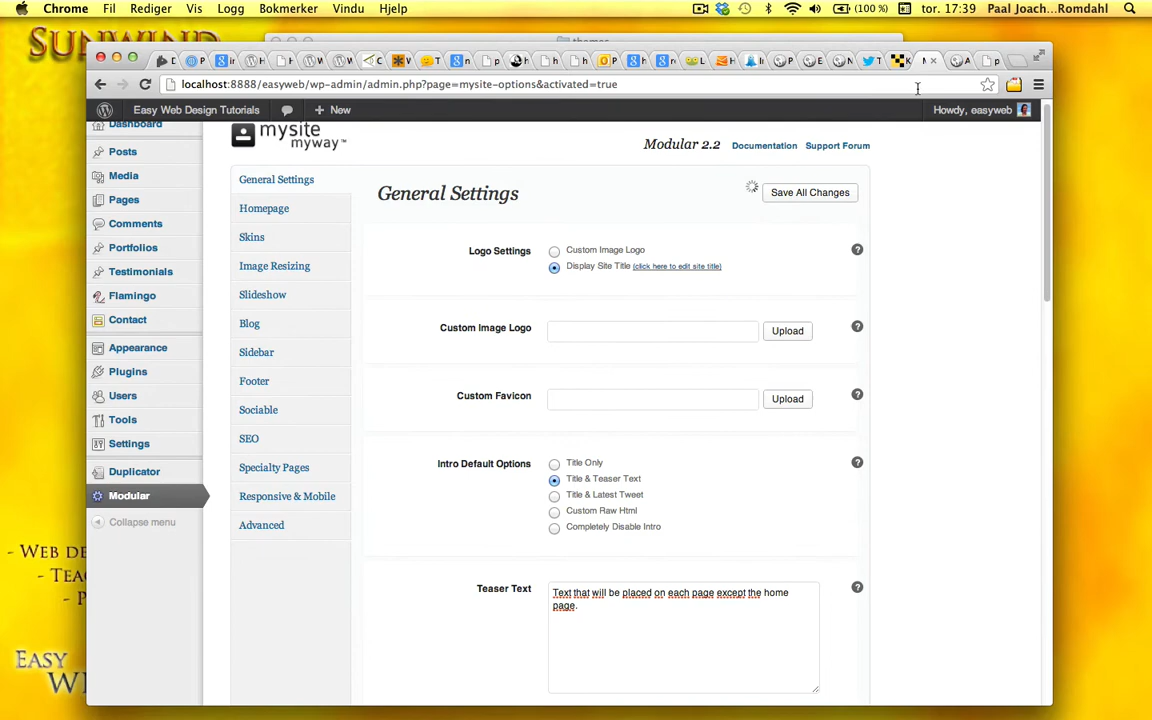 Chrome Fil Rediger Vis Logg Bokmerker Vindu Hjelp (100 %) tor. 17:39 Paal Joach...Romdahl
SUNWIND
themes
localhost:8888/easyweb/wp-admin/admin.php?page=mysite-options&activated=true
Easy Web Design Tutorials + New Howdy, easyweb
Dashboard
Posts
Media
Pages
Comments
Portfolios
Testimonials
Flamingo
Contact
Appearance
Plugins
Users
Tools
Settings
Duplicator
Modular
Collapse menu
mysite
myway™
Modular 2.2 Documentation Support Forum
General Settings
Homepage
Skins
Image Resizing
Slideshow
Blog
Sidebar
Footer
Sociable
SEO
Specialty Pages
Responsive & Mobile
Advanced
General Settings
Save All Changes
Logo Settings
Custom Image Logo
Display Site Title (click here to edit site title)
?
Custom Image Logo
Upload
?
Custom Favicon
Upload
?
Intro Default Options
Title Only
Title & Teaser Text
Title & Latest Tweet
Custom Raw Html
Completely Disable Intro
?
Teaser Text
Text that will be placed on each page except the home
page.
?
- WEB DE
- TEA
- P
EASY